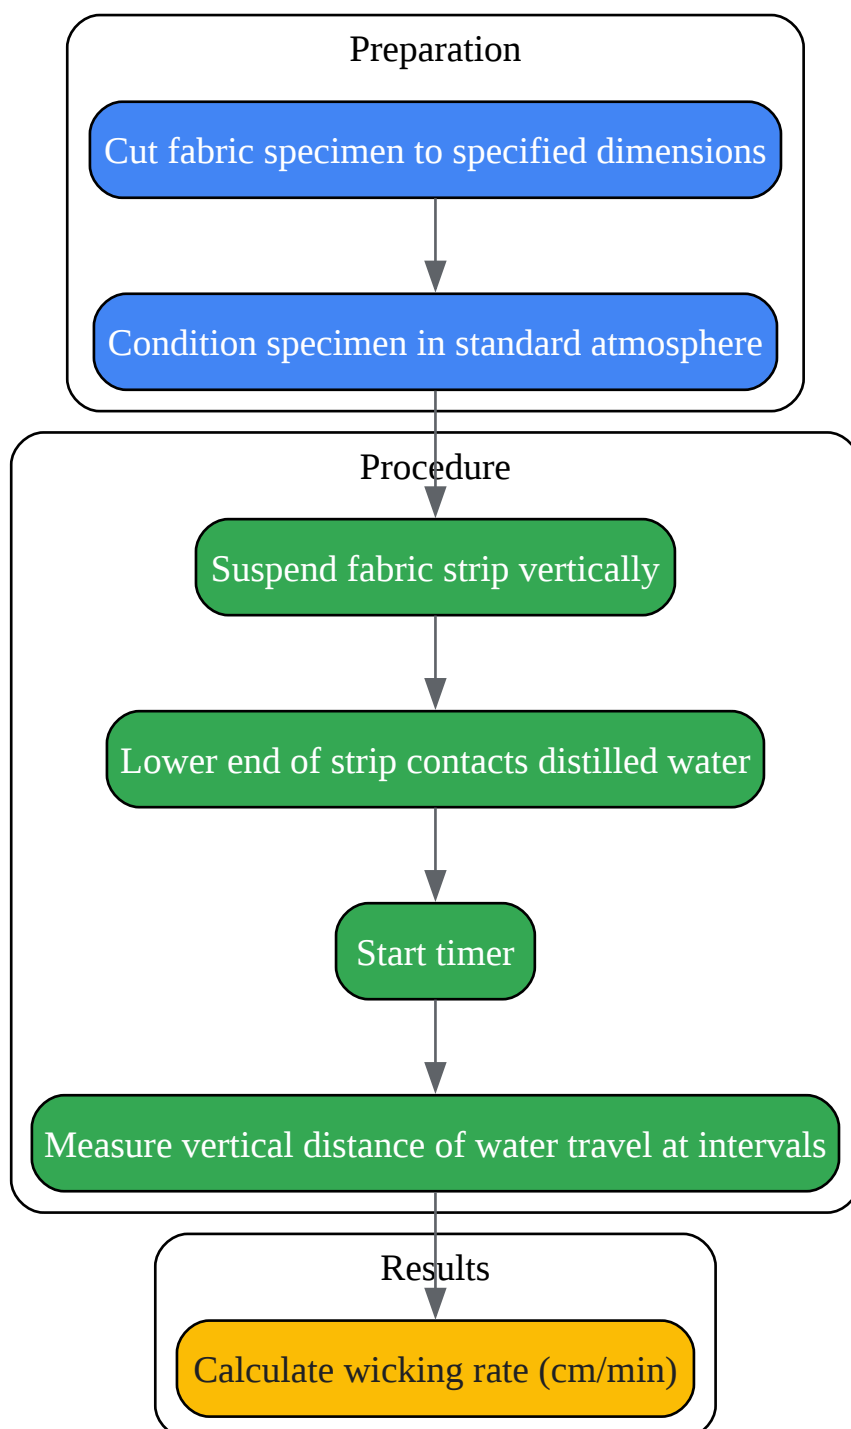 Preparation
Cut fabric specimen to specified dimensions
Condition specimen in standard atmosphere
Procedure
Suspend fabric strip vertically
Lower end of strip contacts distilled water
Start timer
Measure vertical distance of water travel at intervals
Results
Calculate wicking rate (cm/min)